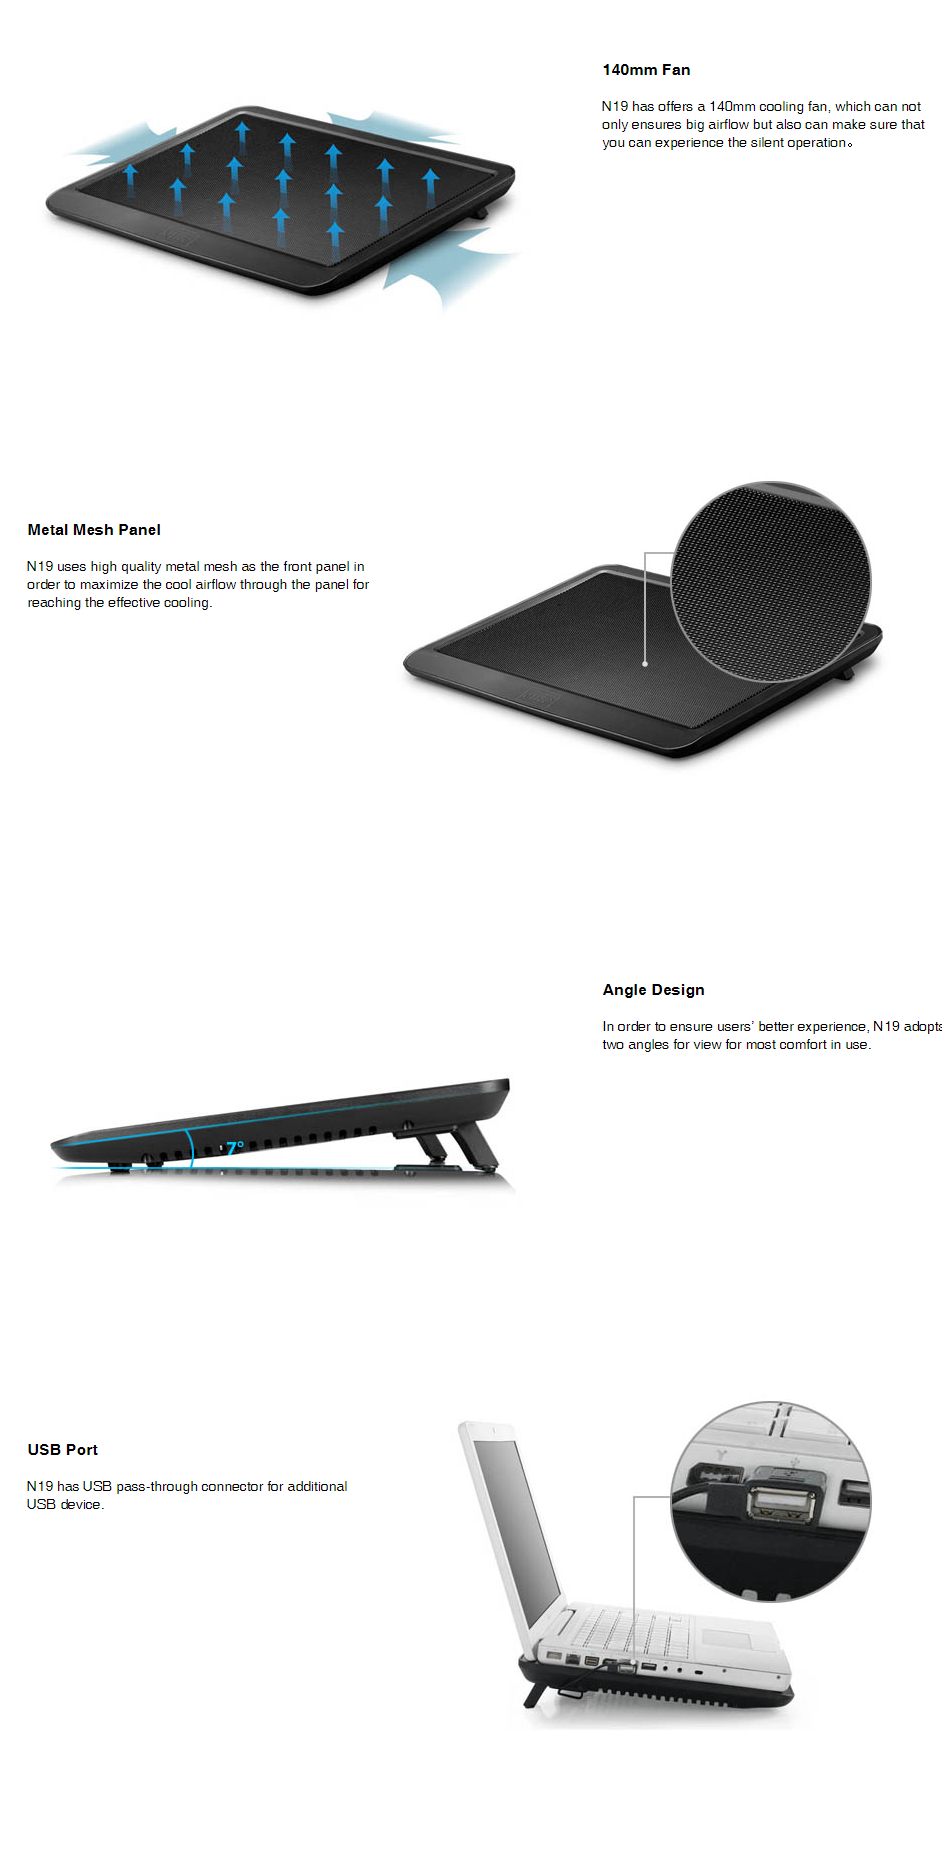 140mm Fan
N19 has offers a 140mm cooling fan, which can not
only ensures big airflow but also can make sure that
you can experience the silent operation。
Metal Mesh Panel
N19 uses high quality metal mesh as the front panel in
order to maximize the cool airflow through the panel for
reaching the effective cooling.
Angle Design
In order to ensure users’ better experience, N19 adopts
two angles for view for most comfort in use.
7°
USB Port
N19 has USB pass-through connector for additional
USB device.